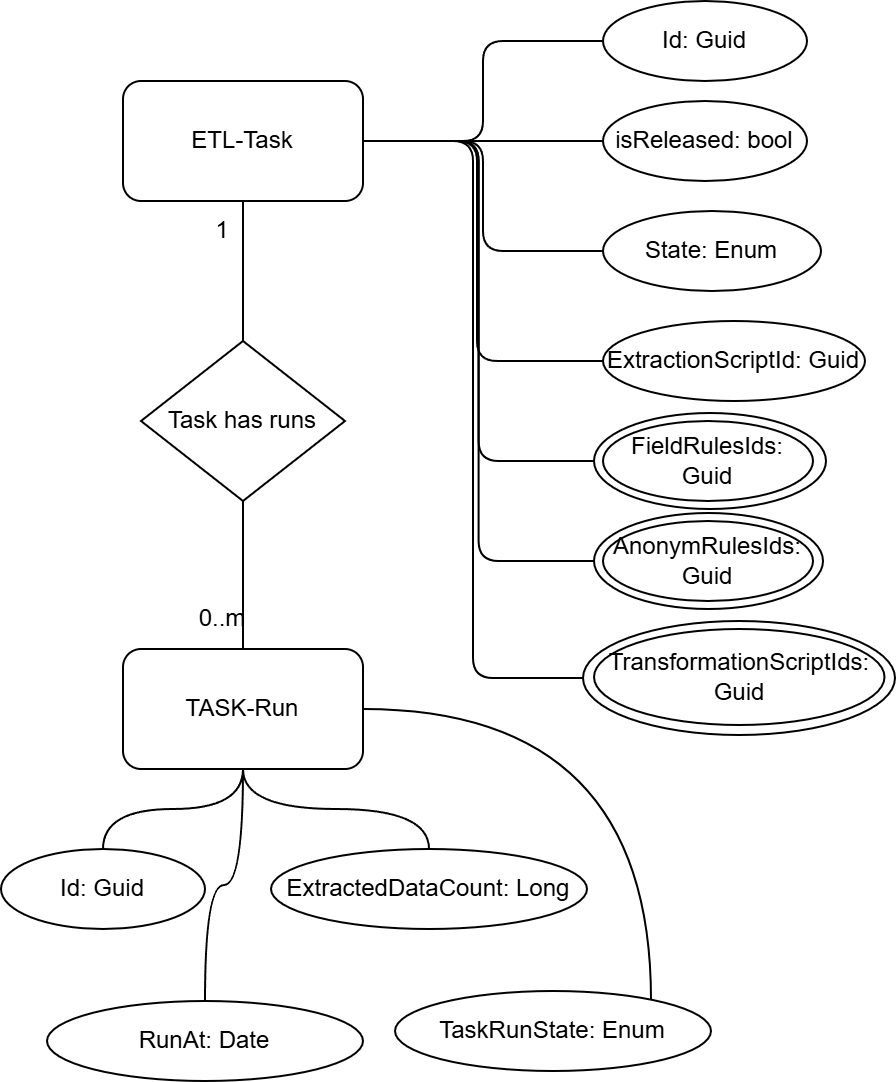 Id: Guid
ETL-Task
isReleased: bool
1
State: Enum
ExtractionScriptId: Guid
Task has runs
FieldRulesIds:
Guid
AnonymRulesIds:
Guid
0..m
TransformationScriptIds:
Guid
TASK-Run
Id: Guid
ExtractedDataCount: Long
RunAt: Date
TaskRunState: Enum